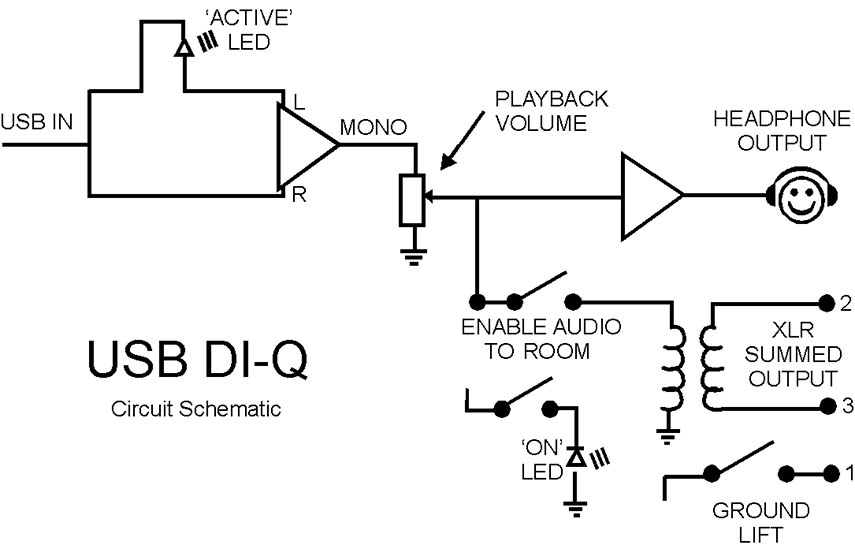 'ACTIVE'
LED
USB IN
L
MONO
R
PLAYBACK
VOLUME
HEADPHONE
OUTPUT
ENABLE AUDIO
TO ROOM
2
XLR
SUMMED
OUTPUT
3
USB DI-Q
Circuit Schematic
'ON'
LED
1
GROUND
LIFT